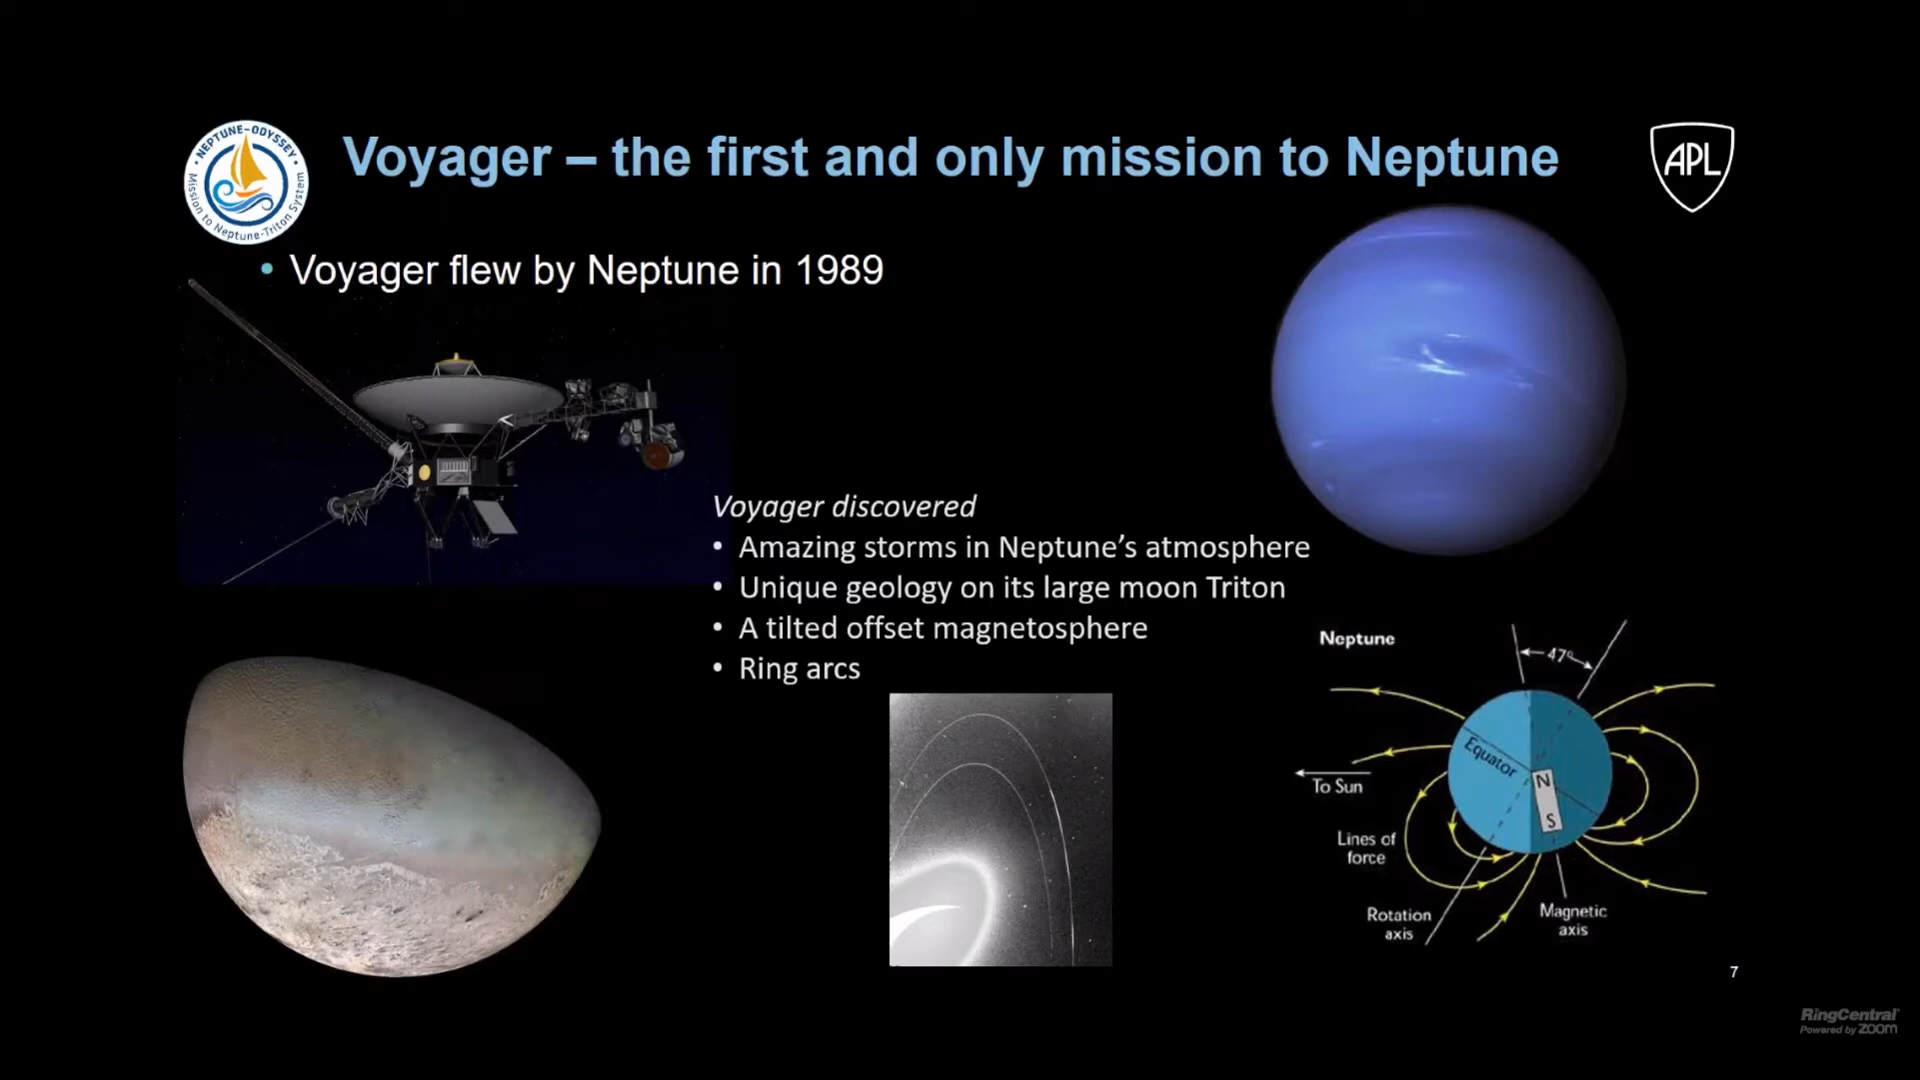 NEPTUNE-ODYSSEY
Mission to Neptune-Triton System
Voyager – the first and only mission to Neptune
APL
• Voyager flew by Neptune in 1989
Voyager discovered
• Amazing storms in Neptune’s atmosphere
• Unique geology on its large moon Triton
• A tilted offset magnetosphere
• Ring arcs
Neptune
47°
Equator
N
S
To Sun
Lines of
force
Rotation
axis
Magnetic
axis
7
RingCentral
Powered by zoom